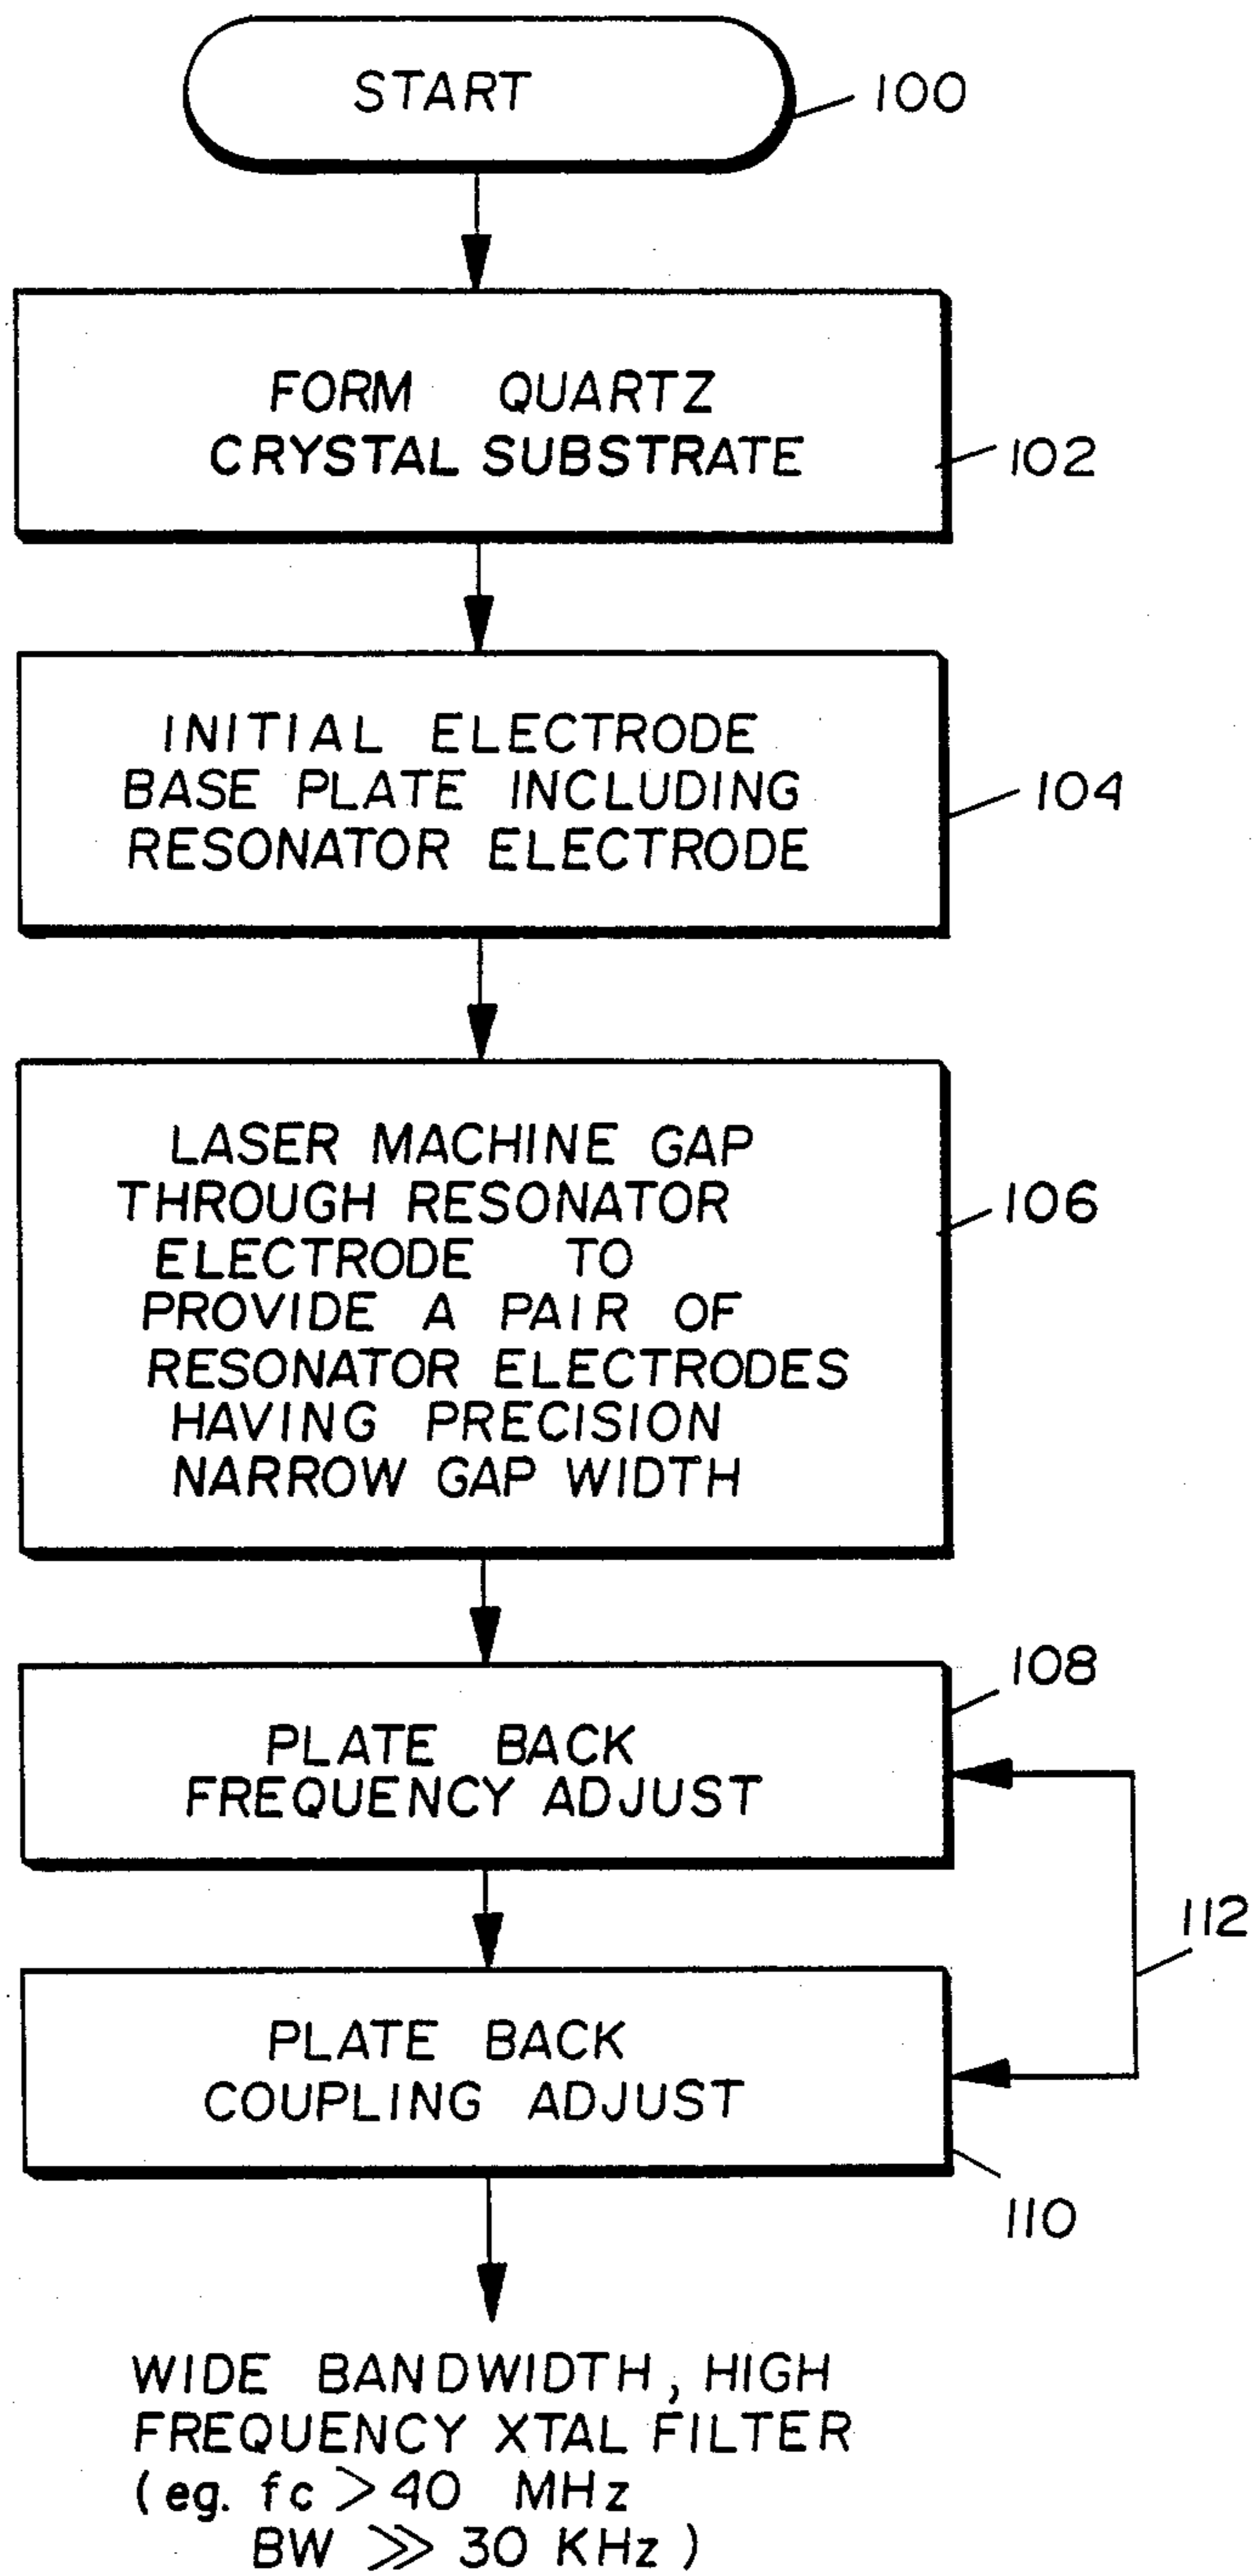 START
100
FORM QUARTZ
CRYSTAL SUBSTRATE
102
INITIAL ELECTRODE
BASE PLATE INCLUDING
RESONATOR ELECTRODE
104
LASER MACHINE GAP
THROUGH RESONATOR
ELECTRODE TO
PROVIDE A PAIR OF
RESONATOR ELECTRODES
HAVING PRECISION
NARROW GAP WIDTH
106
108
PLATE BACK
FREQUENCY ADJUST
112
PLATE BACK
COUPLING ADJUST
110
WIDE BANDWIDTH, HIGH
FREQUENCY XTAL FILTER
(eg. fc > 40 MHz
BW ≫ 30 KHz)